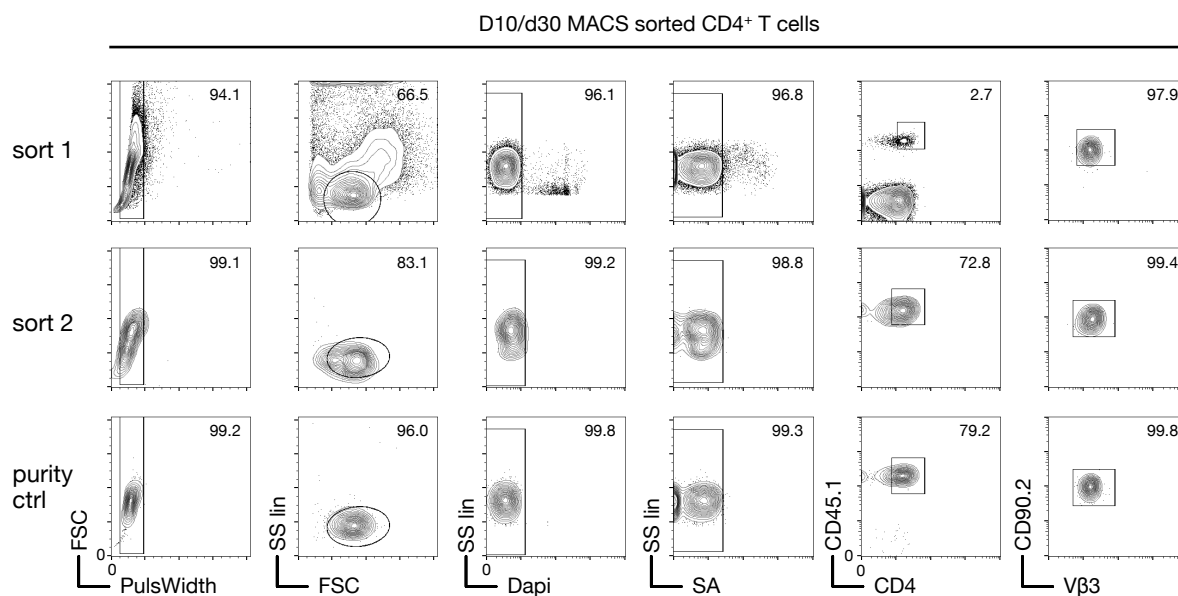 D10/d30 MACS sorted CD4⁺ T cells
sort 1
94.1
66.5
96.1
96.8
2.7
97.9
sort 2
99.1
83.1
99.2
98.8
72.8
99.4
purity
ctrl
99.2
96.0
99.8
99.3
79.2
99.8
FSC
SS lin
SS lin
SS lin
CD45.1
CD90.2
0
0
0
0
0
PulsWidth
FSC
Dapi
SA
CD4
Vβ3